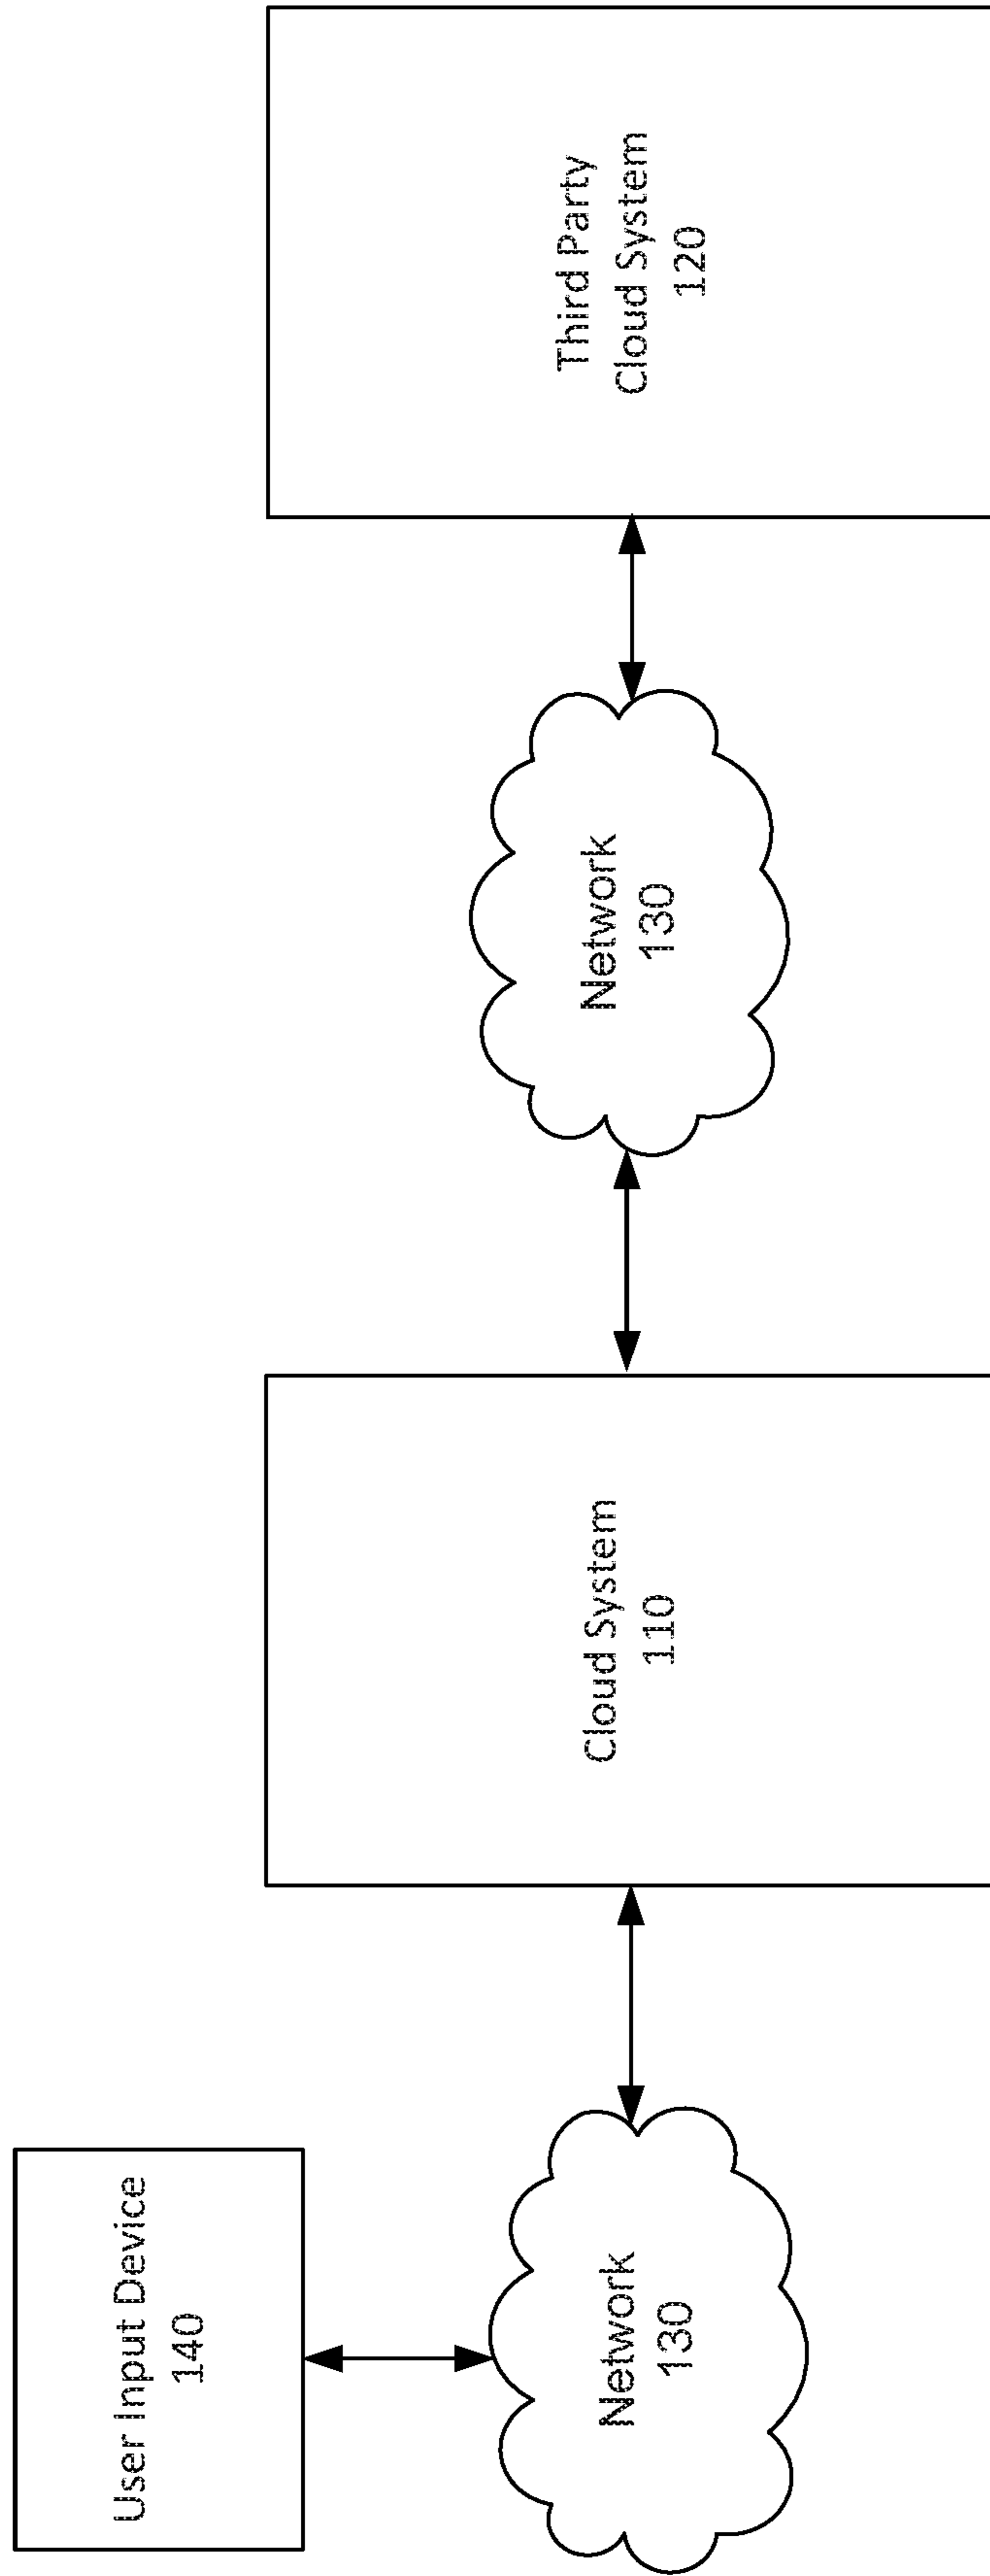 User Input Device
140
Network
130
Cloud System
110
Network
130
Third Party
Cloud System
120